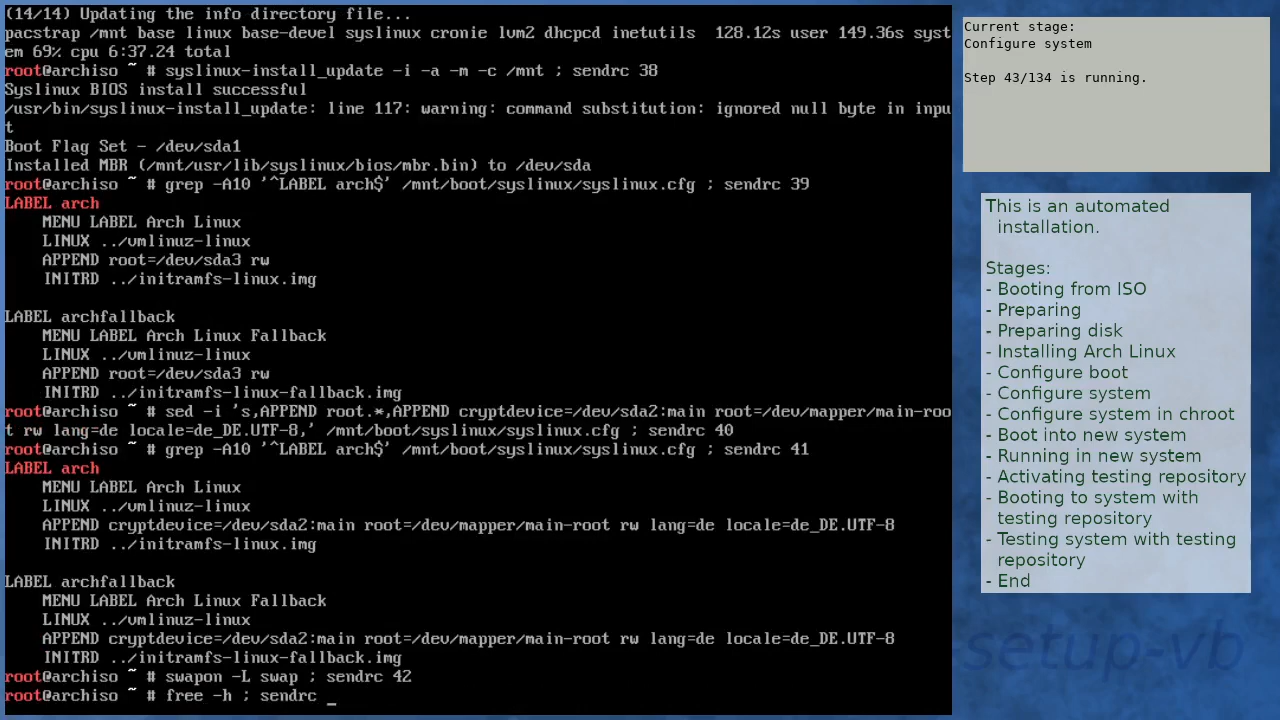 (14/14) Updating the info directory file...
pacstrap /mnt base linux base-devel syslinux cronie lvm2 dhcpcd inetutils  128.12s user 149.36s syst
em 69% cpu 6:37.24 total
root@archiso ~ # syslinux-install_update -i -a -m -c /mnt ; sendrc 38
Syslinux BIOS install successful
/usr/bin/syslinux-install_update: line 117: warning: command substitution: ignored null byte in inpu
t
Boot Flag Set - /dev/sda1
Installed MBR (/mnt/usr/lib/syslinux/bios/mbr.bin) to /dev/sda
root@archiso ~ # grep -A10 '^LABEL arch$' /mnt/boot/syslinux/syslinux.cfg ; sendrc 39
LABEL arch
    MENU LABEL Arch Linux
    LINUX ../vmlinuz-linux
    APPEND root=/dev/sda3 rw
    INITRD ../initramfs-linux.img
LABEL archfallback
    MENU LABEL Arch Linux Fallback
    LINUX ../vmlinuz-linux
    APPEND root=/dev/sda3 rw
    INITRD ../initramfs-linux-fallback.img
root@archiso ~ # sed -i 's,APPEND root.*,APPEND cryptdevice=/dev/sda2:main root=/dev/mapper/main-roo
t rw lang=de locale=de_DE.UTF-8,' /mnt/boot/syslinux/syslinux.cfg ; sendrc 40
root@archiso ~ # grep -A10 '^LABEL arch$' /mnt/boot/syslinux/syslinux.cfg ; sendrc 41
LABEL arch
    MENU LABEL Arch Linux
    LINUX ../vmlinuz-linux
    APPEND cryptdevice=/dev/sda2:main root=/dev/mapper/main-root rw lang=de locale=de_DE.UTF-8
    INITRD ../initramfs-linux.img
LABEL archfallback
    MENU LABEL Arch Linux Fallback
    LINUX ../vmlinuz-linux
    APPEND cryptdevice=/dev/sda2:main root=/dev/mapper/main-root rw lang=de locale=de_DE.UTF-8
    INITRD ../initramfs-linux-fallback.img
root@archiso ~ # swapon -L swap ; sendrc 42
root@archiso ~ # free -h ; sendrc _
Current stage:
Configure system
Step 43/134 is running.
This is an automated
installation.
Stages:
- Booting from ISO
- Preparing
- Preparing disk
- Installing Arch Linux
- Configure boot
- Configure system
- Configure system in chroot
- Boot into new system
- Running in new system
- Activating testing repository
- Booting to system with
testing repository
- Testing system with testing
repository
- End
-setup-vb